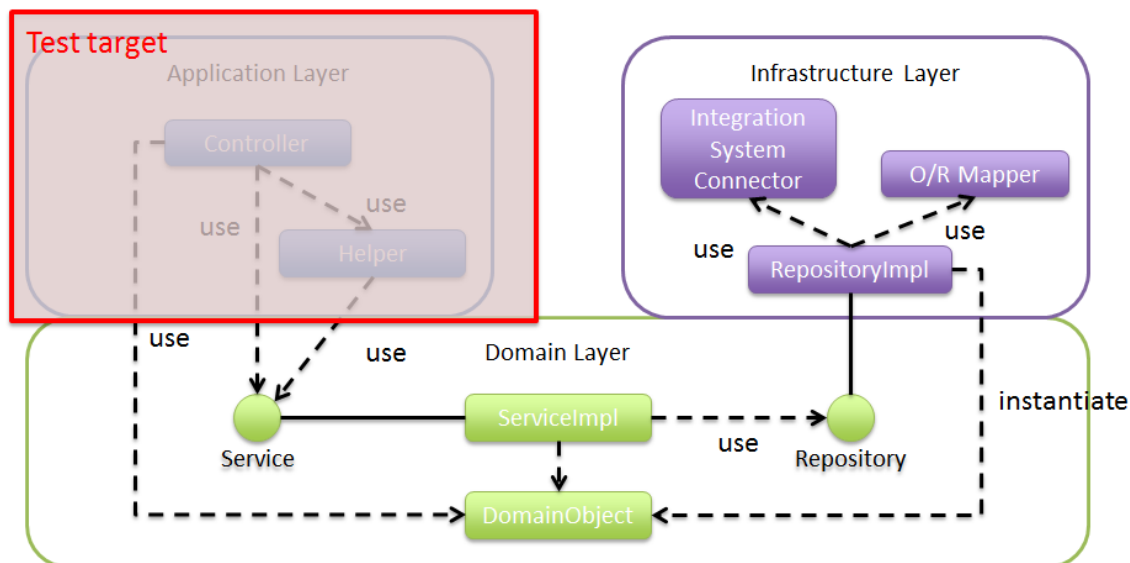 Test target
Application Layer
Controller
use
use
Helper
use
use
Infrastructure Layer
Integration
System
Connector
O/R Mapper
use
use
RepositoryImpl
instantiate
Domain Layer
Service
ServiceImpl
use
Repository
DomainObject